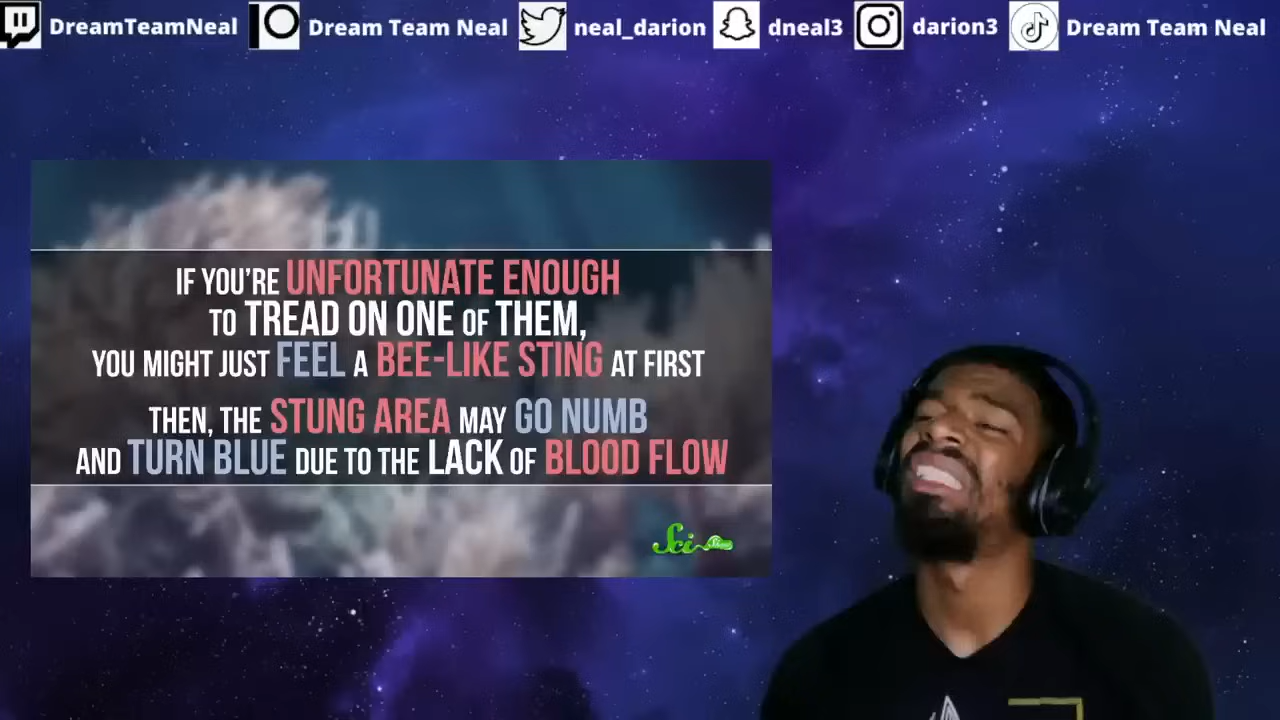 DreamTeamNeal Dream Team Neal neal_darion dneal3 darion3 Dream Team Neal
IF YOU'RE UNFORTUNATE ENOUGH
TO TREAD ON ONE OF THEM,
YOU MIGHT JUST FEEL A BEE-LIKE STING AT FIRST
THEN, THE STUNG AREA MAY GO NUMB
AND TURN BLUE DUE TO THE LACK OF BLOOD FLOW
Sci Show